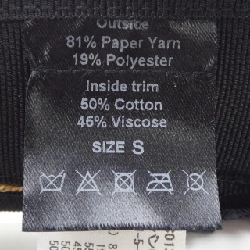 Outside
81% Paper Yarn
19% Polyester
Inside trim
50% Cotton
45% Viscose
SIZE S